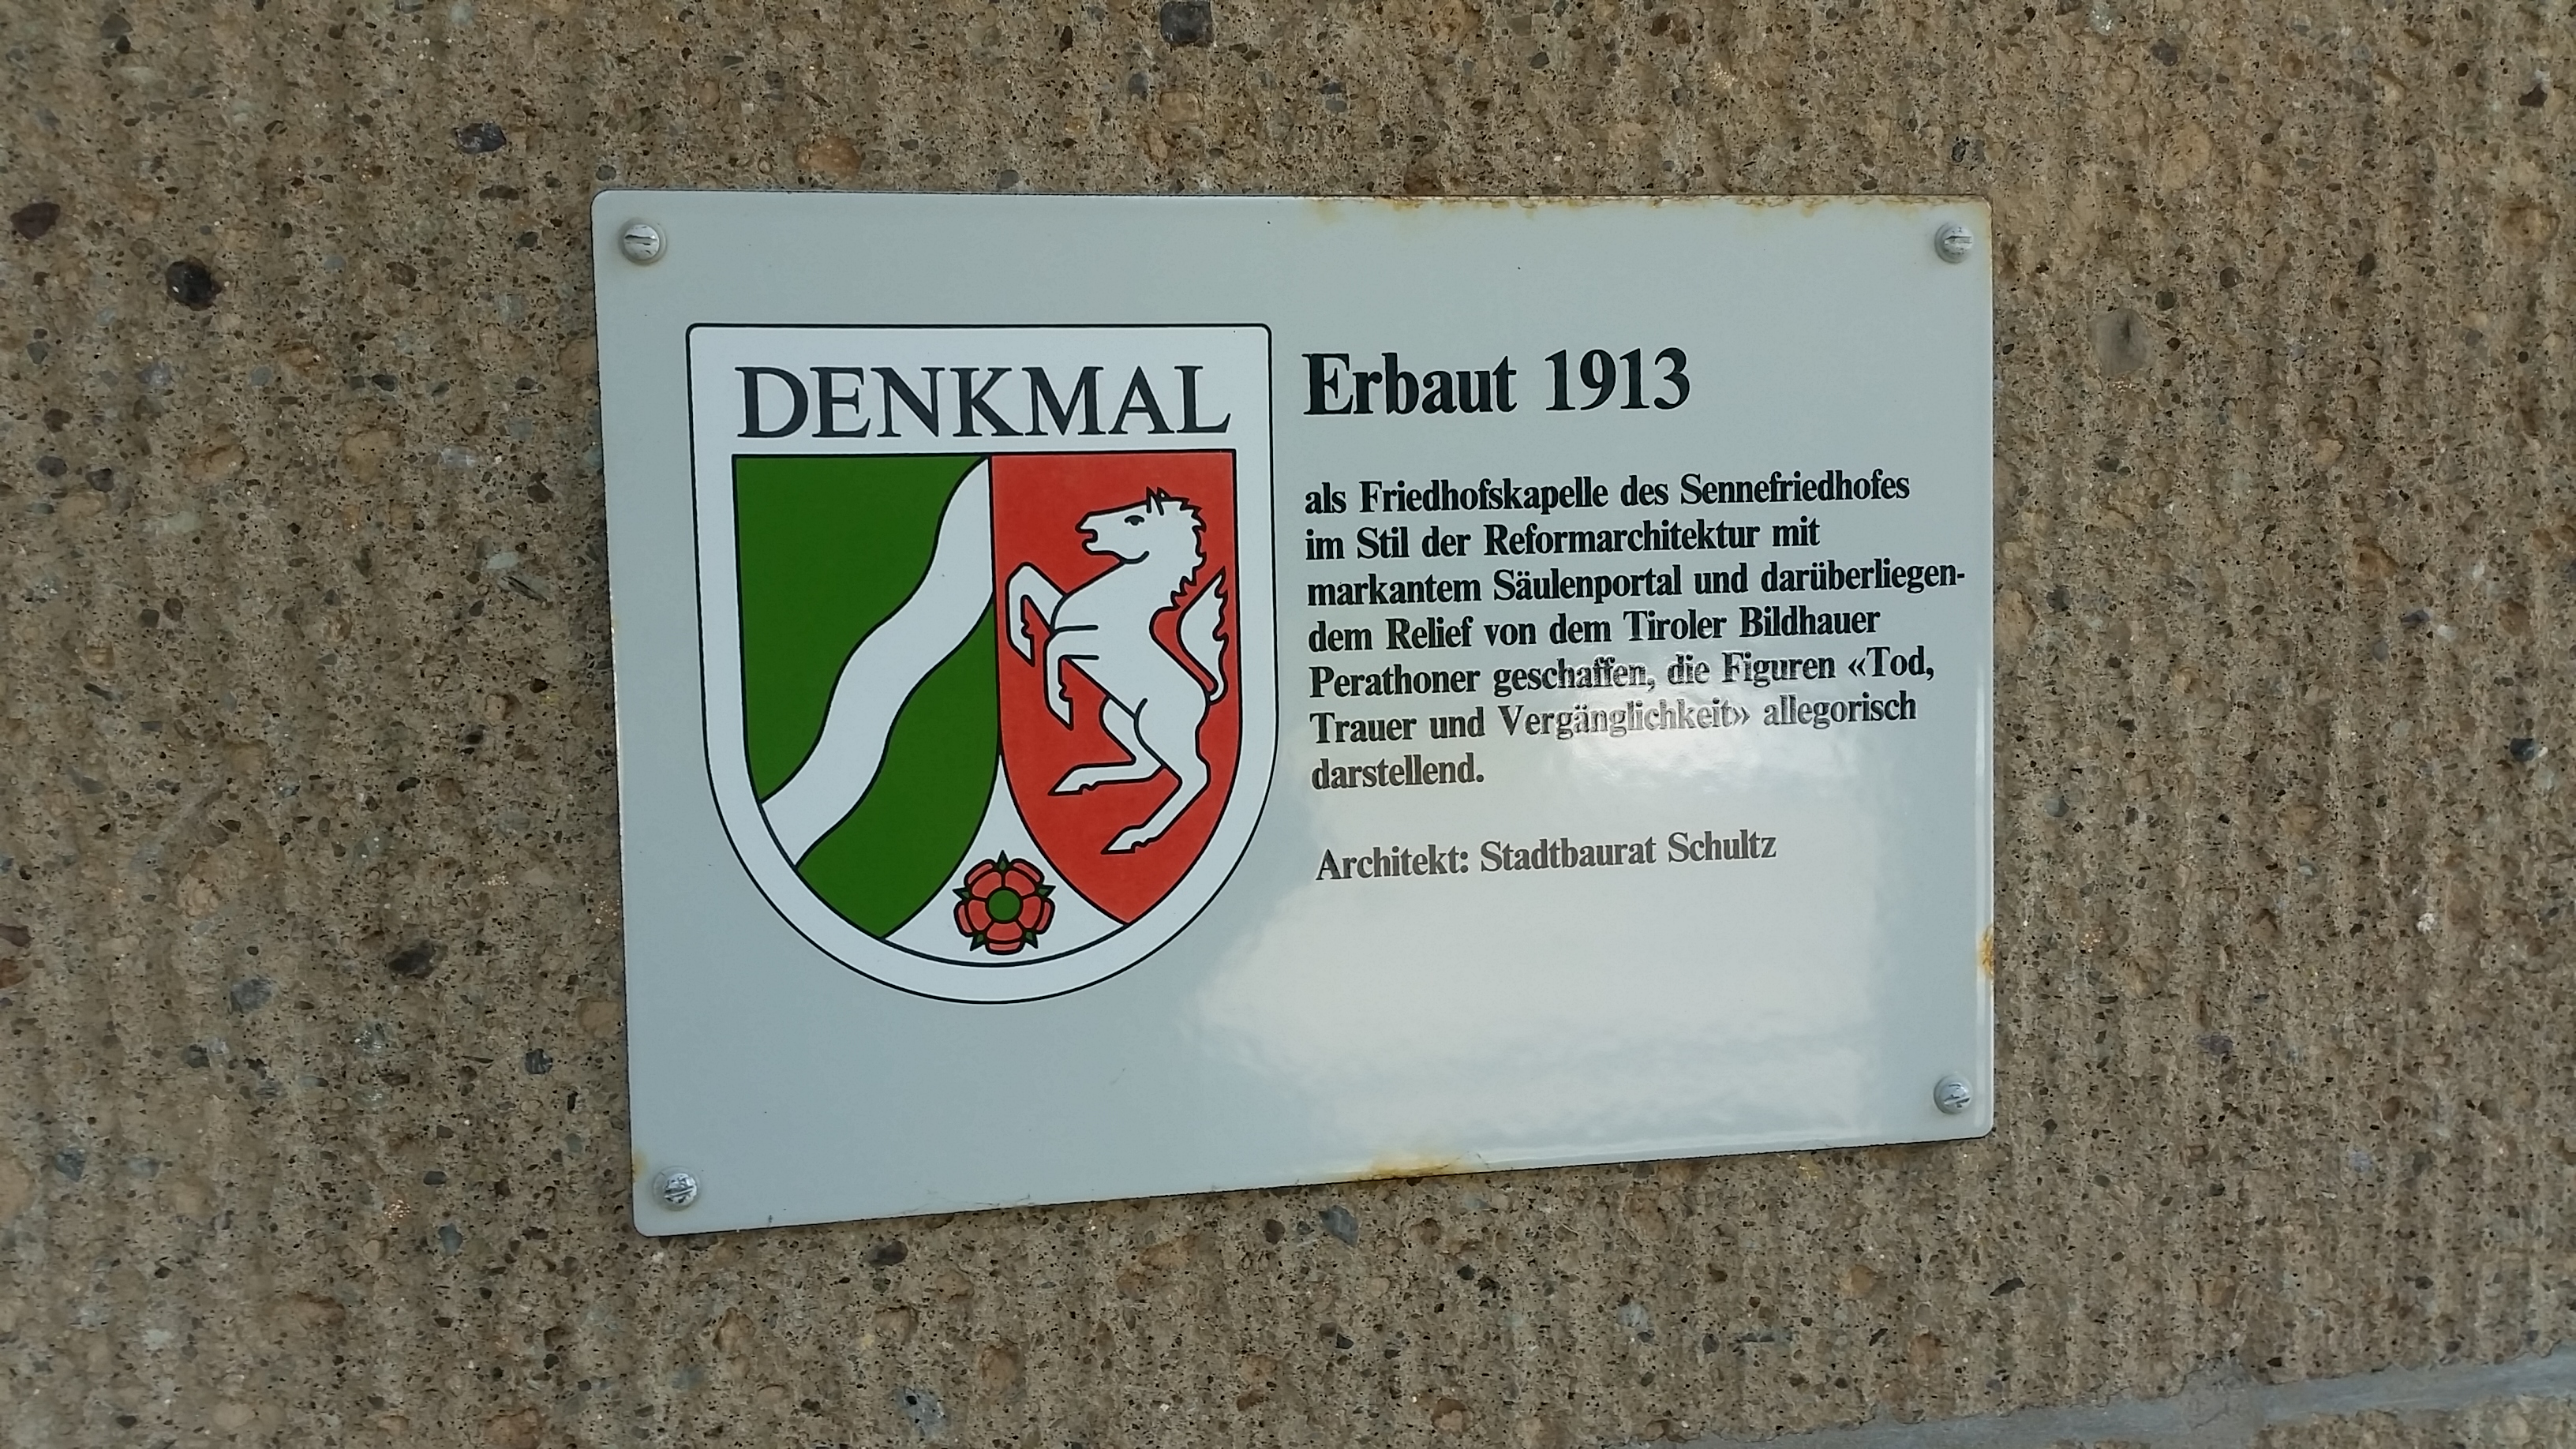 DENKMAL
Erbaut 1913
als Friedhofskapelle des Sennefriedhofes
im Stil der Reformarchitektur mit
markantem Säulenportal und darüberliegen-
dem Relief von dem Tiroler Bildhauer
Perathoner geschaffen, die Figuren «Tod,
Trauer und Vergänglichkeit» allegorisch
darstellend.
Architekt: Stadtbaurat Schultz